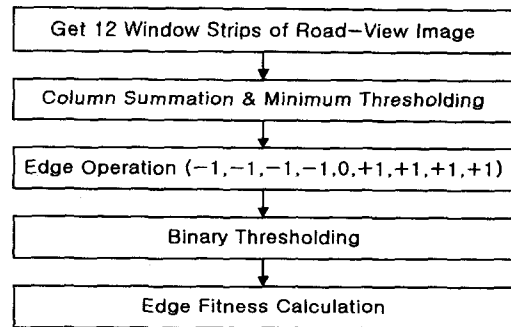 Get 12 Window Strips of Road-View Image
Column Summation & Minimum Thresholding
Edge Operation (-1,-1,-1,-1,0,+1,+1,+1,+1)
Binary Thresholding
Edge Fitness Calculation